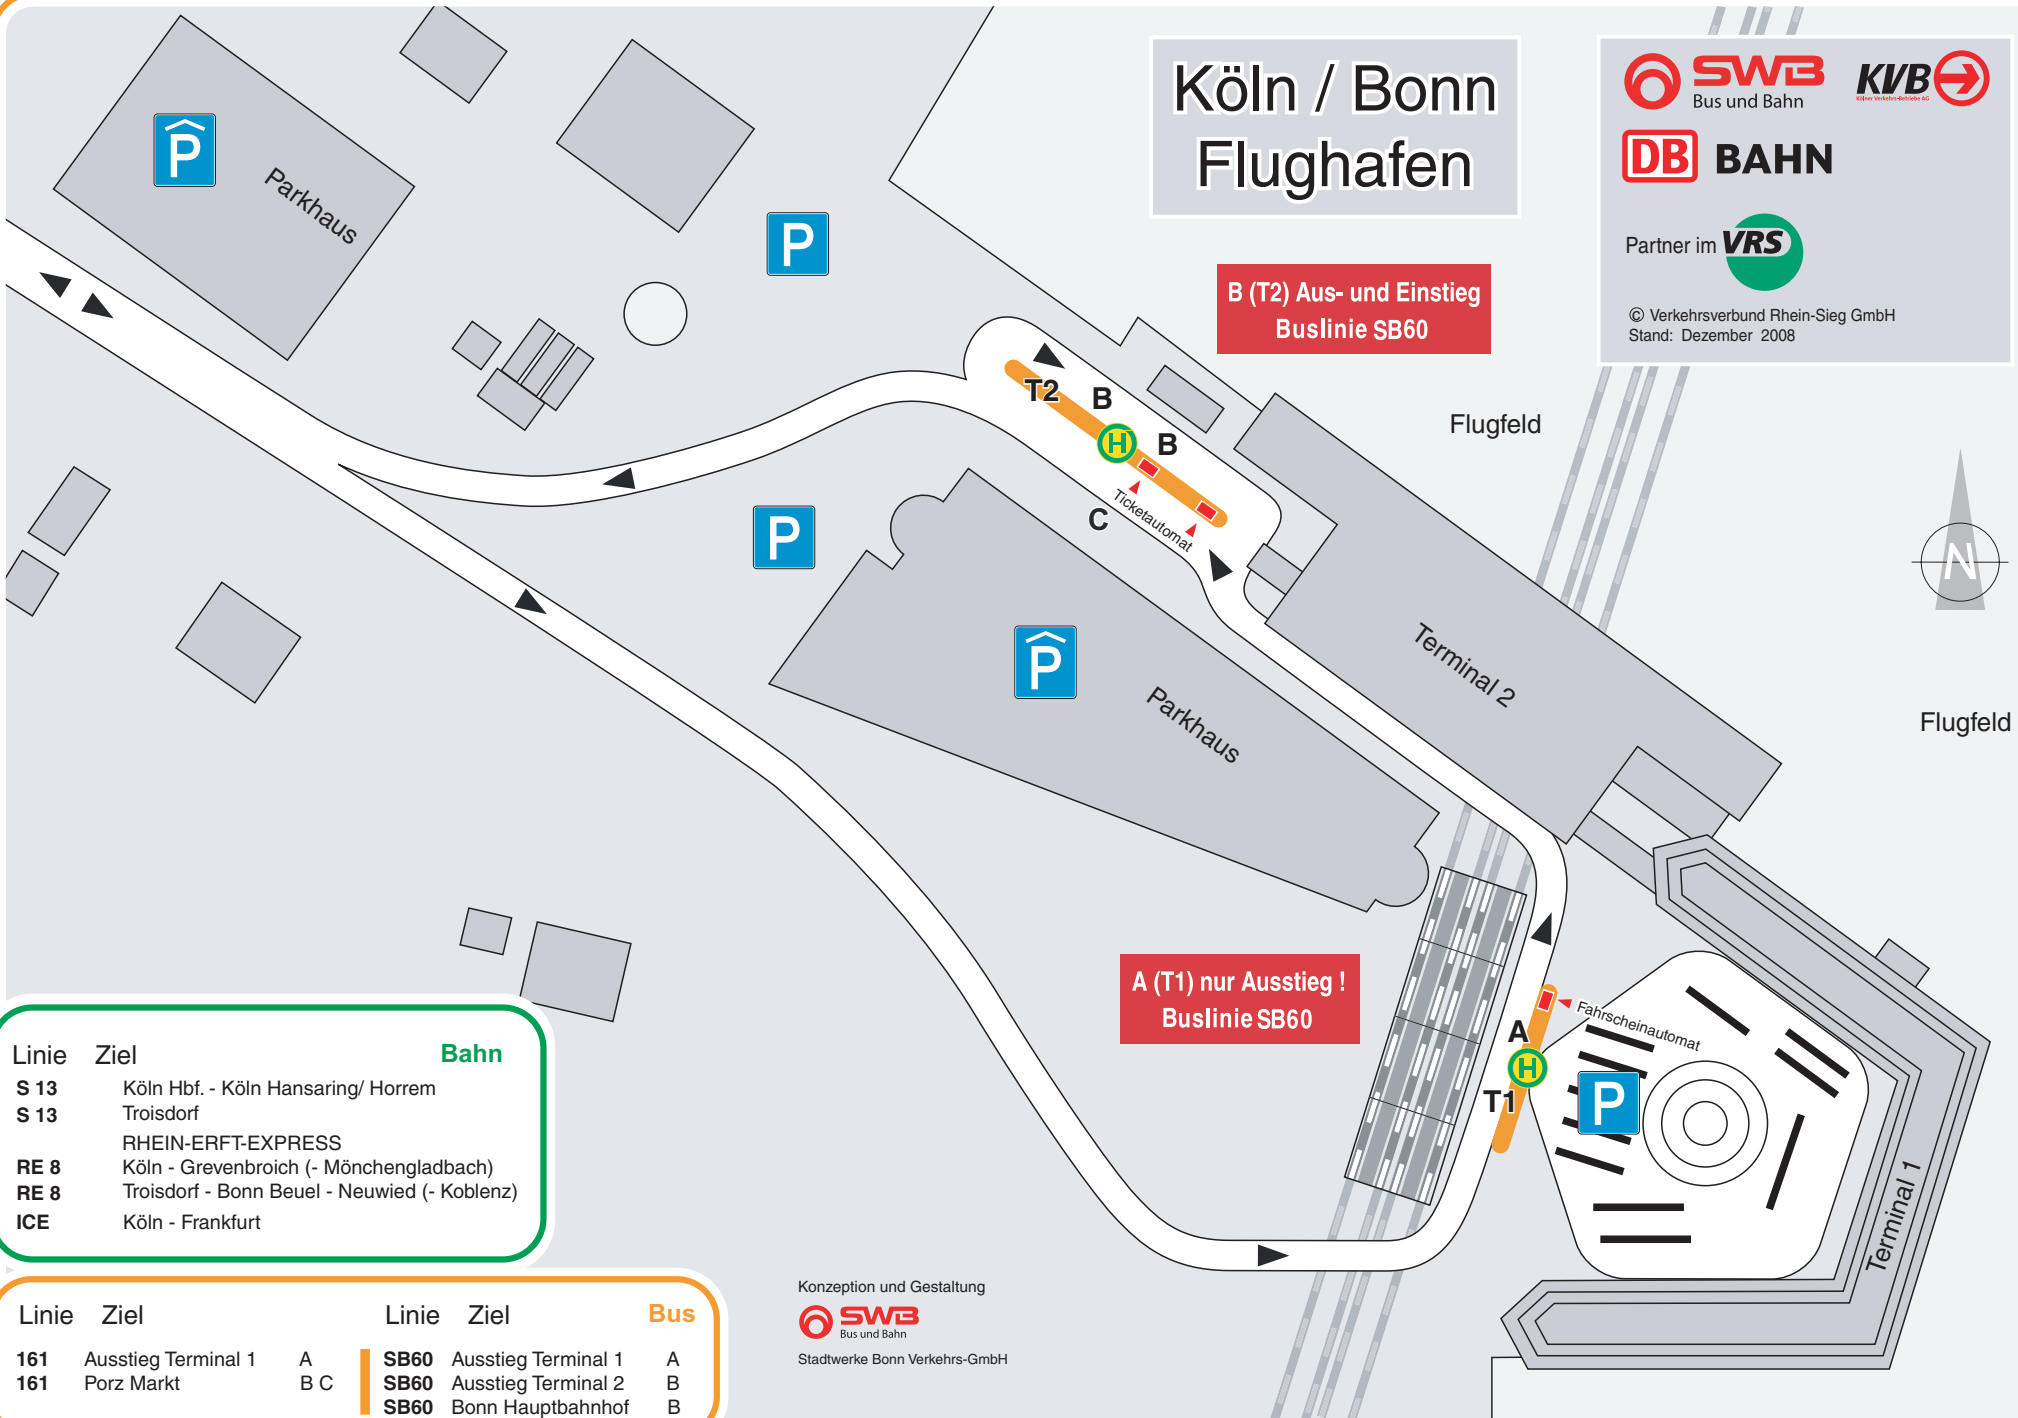 Köln / Bonn
Flughafen
SWB
Bus und Bahn
KVB
Kölner Verkehrs-Betriebe AG
DB BAHN
Partner im VRS
© Verkehrsverbund Rhein-Sieg GmbH
Stand: Dezember 2008
P
Parkhaus
P
B (T2) Aus- und Einstieg
Buslinie SB60
T2
B
H
B
C
Ticketautomat
Flugfeld
N
P
P
Parkhaus
Terminal 2
Flugfeld
A (T1) nur Ausstieg !
Buslinie SB60
Fahrscheinautomat
A
H
T1
P
Terminal 1
Linie Ziel Bahn
S 13 Köln Hbf. - Köln Hansaring/ Horrem
S 13 Troisdorf
RHEIN-ERFT-EXPRESS
RE 8 Köln - Grevenbroich (- Mönchengladbach)
RE 8 Troisdorf - Bonn Beuel - Neuwied (- Koblenz)
ICE Köln - Frankfurt
Linie Ziel Linie Ziel Bus
161 Ausstieg Terminal 1 A SB60 Ausstieg Terminal 1 A
161 Porz Markt B C SB60 Ausstieg Terminal 2 B
SB60 Bonn Hauptbahnhof B
Konzeption und Gestaltung
SWB
Bus und Bahn
Stadtwerke Bonn Verkehrs-GmbH